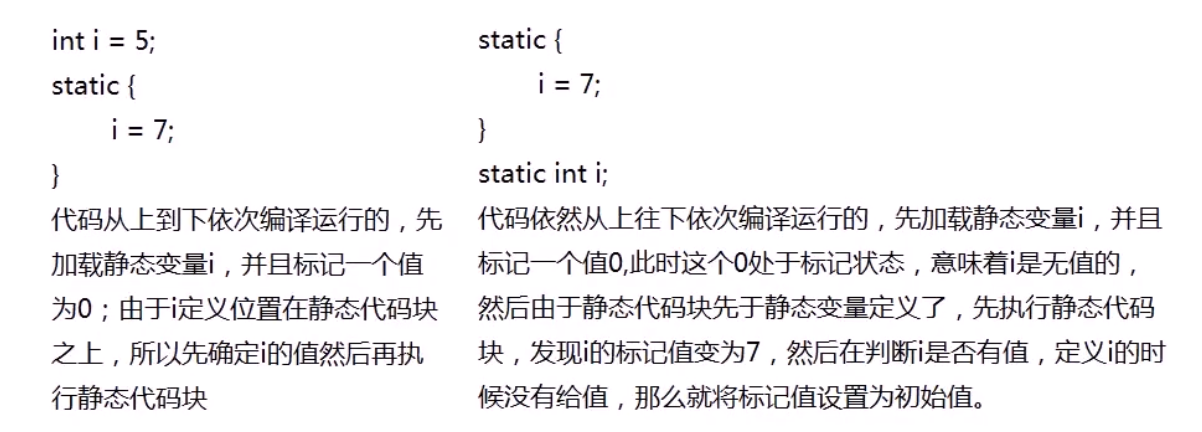 int i = 5;
static {
i = 7;
}
代码从上到下依次编译运行的，先
加载静态变量i，并且标记一个值
为0；由于i定义位置在静态代码块
之上，所以先确定i的值然后再执
行静态代码块
static {
i = 7;
}
static int i;
代码依然从上往下依次编译运行的，先加载静态变量i，并且
标记一个值0,此时这个0处于标记状态，意味着i是无值的，
然后由于静态代码块先于静态变量定义了，先执行静态代码
块，发现i的标记值变为7，然后在判断i是否有值，定义i的时
候没有给值，那么就将标记值设置为初始值。